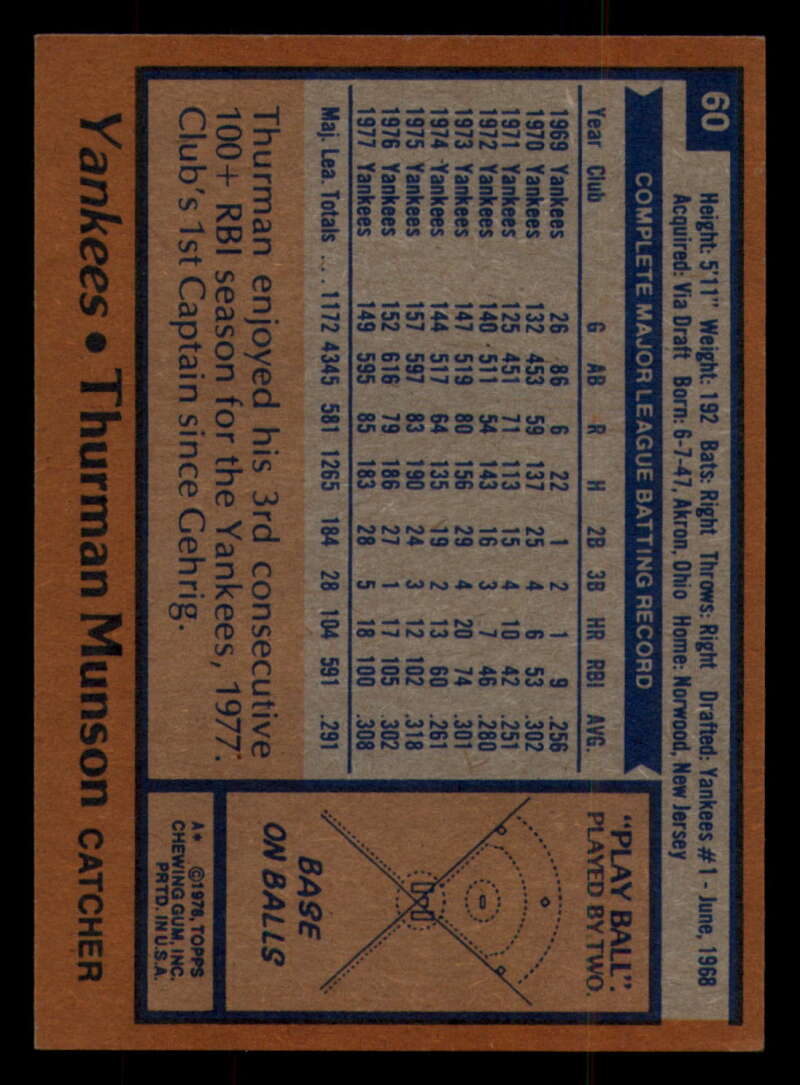 60
Height: 5'11" Weight: 192 Bats: Right Throws: Right Drafted: Yankees #1 - June, 1968
Acquired: Via Draft Born: 6-7-47, Akron, Ohio Home: Norwood, New Jersey
COMPLETE MAJOR LEAGUE BATTING RECORD
Year Club G AB R H 2B 3B HR RBI AVG.
1969 Yankees 26 86 6 22 1 2 1 9 .256
1970 Yankees 132 453 59 137 25 4 6 53 .302
1971 Yankees 125 451 71 113 15 4 10 42 .251
1972 Yankees 140 511 54 143 16 3 7 46 .280
1973 Yankees 147 519 80 156 29 4 20 74 .301
1974 Yankees 144 517 64 135 19 2 13 60 .261
1975 Yankees 157 597 83 190 24 3 12 102 .318
1976 Yankees 152 616 79 186 27 1 17 105 .302
1977 Yankees 149 595 85 183 28 5 18 100 .308
Maj. Lea. Totals ... 1172 4345 581 1265 184 28 104 591 .291
Thurman enjoyed his 3rd consecutive
100+ RBI season for the Yankees, 1977.
Club's 1st Captain since Gehrig.
"PLAY BALL".
PLAYED BY TWO.
BASE
ON BALLS
A* ©1978, TOPPS
CHEWING GUM, INC.
PRTD. IN U.S.A.
Yankees • Thurman Munson CATCHER